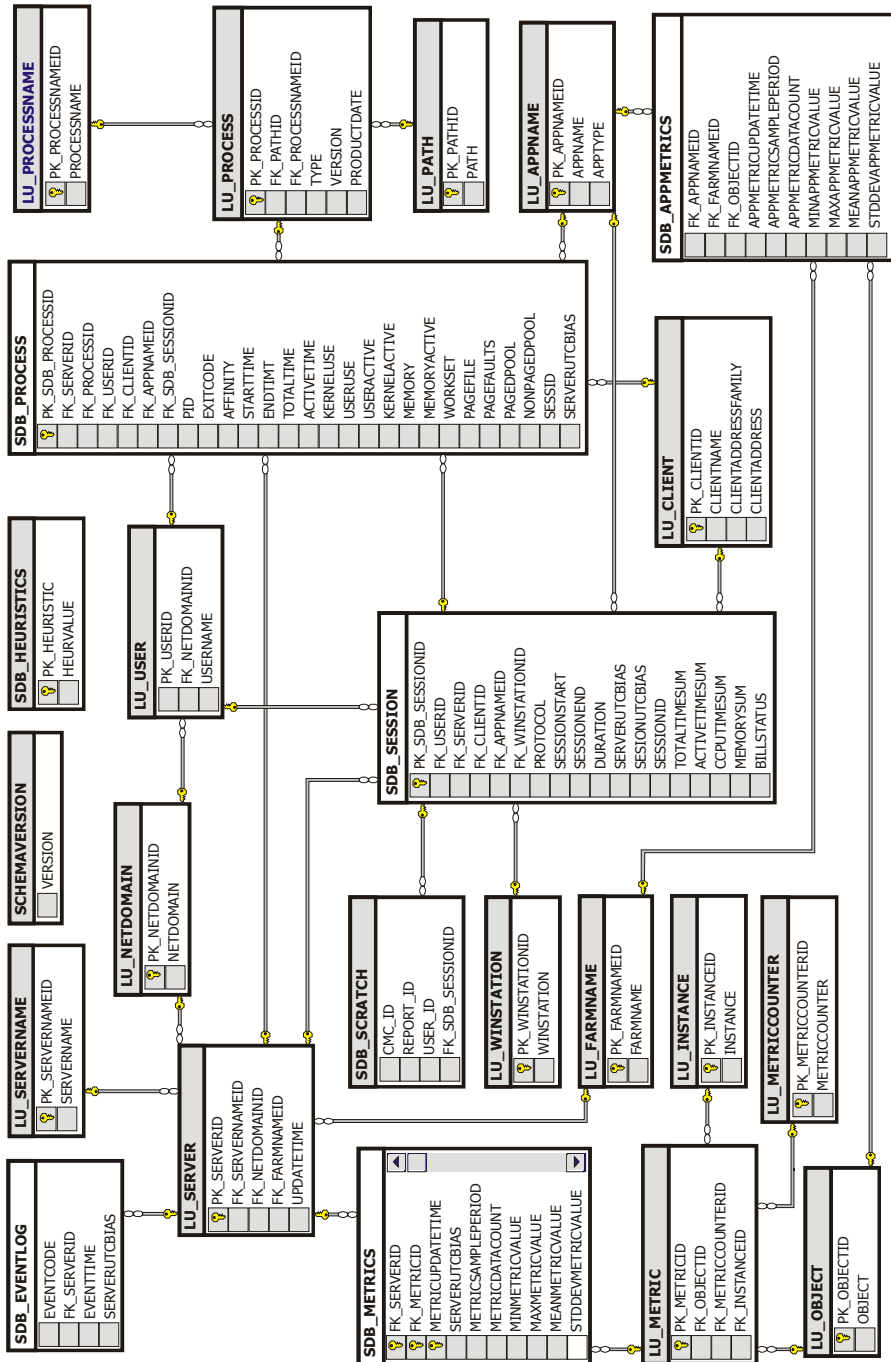 SDB_EVENTLOG
EVENTCODE
FK_SERVERID
EVENTTIME
SERVERUTCBIAS
LU_SERVERNAME
PK_SERVERNAMEID
SERVERNAME
SCHEMAVERSION
VERSION
SDB_HEURISTICS
PK_HEURISTIC
HEURVALUE
LU_NETDOMAIN
PK_NETDOMAINID
NETDOMAIN
LU_USER
PK_USERID
FK_NETDOMAINID
USERNAME
SDB_PROCESS
PK_SDB_PROCESSID
FK_SERVERID
FK_PROCESSID
FK_USERID
FK_CLIENTID
FK_APPNAMEID
FK_SDB_SESSIONID
PID
EXITCODE
AFFINITY
STARTTIME
ENDTIMT
TOTALTIME
ACTIVETIME
KERNELUSE
USERUSE
USERACTIVE
KERNELACTIVE
MEMORY
MEMORYACTIVE
WORKSET
PAGEFILE
PAGEFAULTS
PAGEDPOOL
NONPAGEDPOOL
SESSID
SERVERUTCBIAS
LU_PROCESSNAME
PK_PROCESSNAMEID
PROCESSNAME
LU_PROCESS
PK_PROCESSID
FK_PATHID
FK_PROCESSNAMEID
TYPE
VERSION
PRODUCTDATE
LU_PATH
PK_PATHID
PATH
LU_APPNAME
PK_APPNAMEID
APPNAME
APPTYPE
LU_SERVER
PK_SERVERID
FK_SERVERNAMEID
FK_NETDOMAINID
FK_FARMNAMEID
UPDATETIME
SDB_SCRATCH
CMC_ID
REPORT_ID
USER_ID
FK_SDB_SESSIONID
SDB_SESSION
PK_SDB_SESSIONID
FK_USERID
FK_SERVERID
FK_CLIENTID
FK_APPNAMEID
FK_WINSTATIONID
PROTOCOL
SESSIONSTART
SESSIONEND
DURATION
SERVERUTCBIAS
SESIONUTCBIAS
SESSIONID
TOTALTIMESUM
ACTIVETIMESUM
CCPUTIMESUM
MEMORYSUM
BILLSTATUS
LU_WINSTATION
PK_WINSTATIONID
WINSTATION
LU_FARMNAME
PK_FARMNAMEID
FARMNAME
LU_CLIENT
PK_CLIENTID
CLIENTNAME
CLIENTADDRESSFAMILY
CLIENTADDRESS
SDB_APPMETRICS
FK_APPNAMEID
FK_FARMNAMEID
FK_OBJECTID
APPMETRICUPDATETIME
APPMETRICSAMPLEPERIOD
APPMETRICDATACOUNT
MINAPPMETRICVALUE
MAXAPPMETRICVALUE
MEANAPPMETRICVALUE
STDDEVAPPMETRICVALUE
SDB_METRICS
FK_SERVERID
FK_METRICID
METRICUPDATETIME
SERVERUTCBIAS
METRICSAMPLEPERIOD
METRICDATACOUNT
MINMETRICVALUE
MAXMETRICVALUE
MEANMETRICVALUE
STDDEVMETRICVALUE
LU_INSTANCE
PK_INSTANCEID
INSTANCE
LU_METRIC
PK_METRICID
FK_OBJECTID
FK_METRICCOUNTERID
FK_INSTANCEID
LU_METRICCOUNTER
PK_METRICCOUNTERID
METRICCOUNTER
LU_OBJECT
PK_OBJECTID
OBJECT